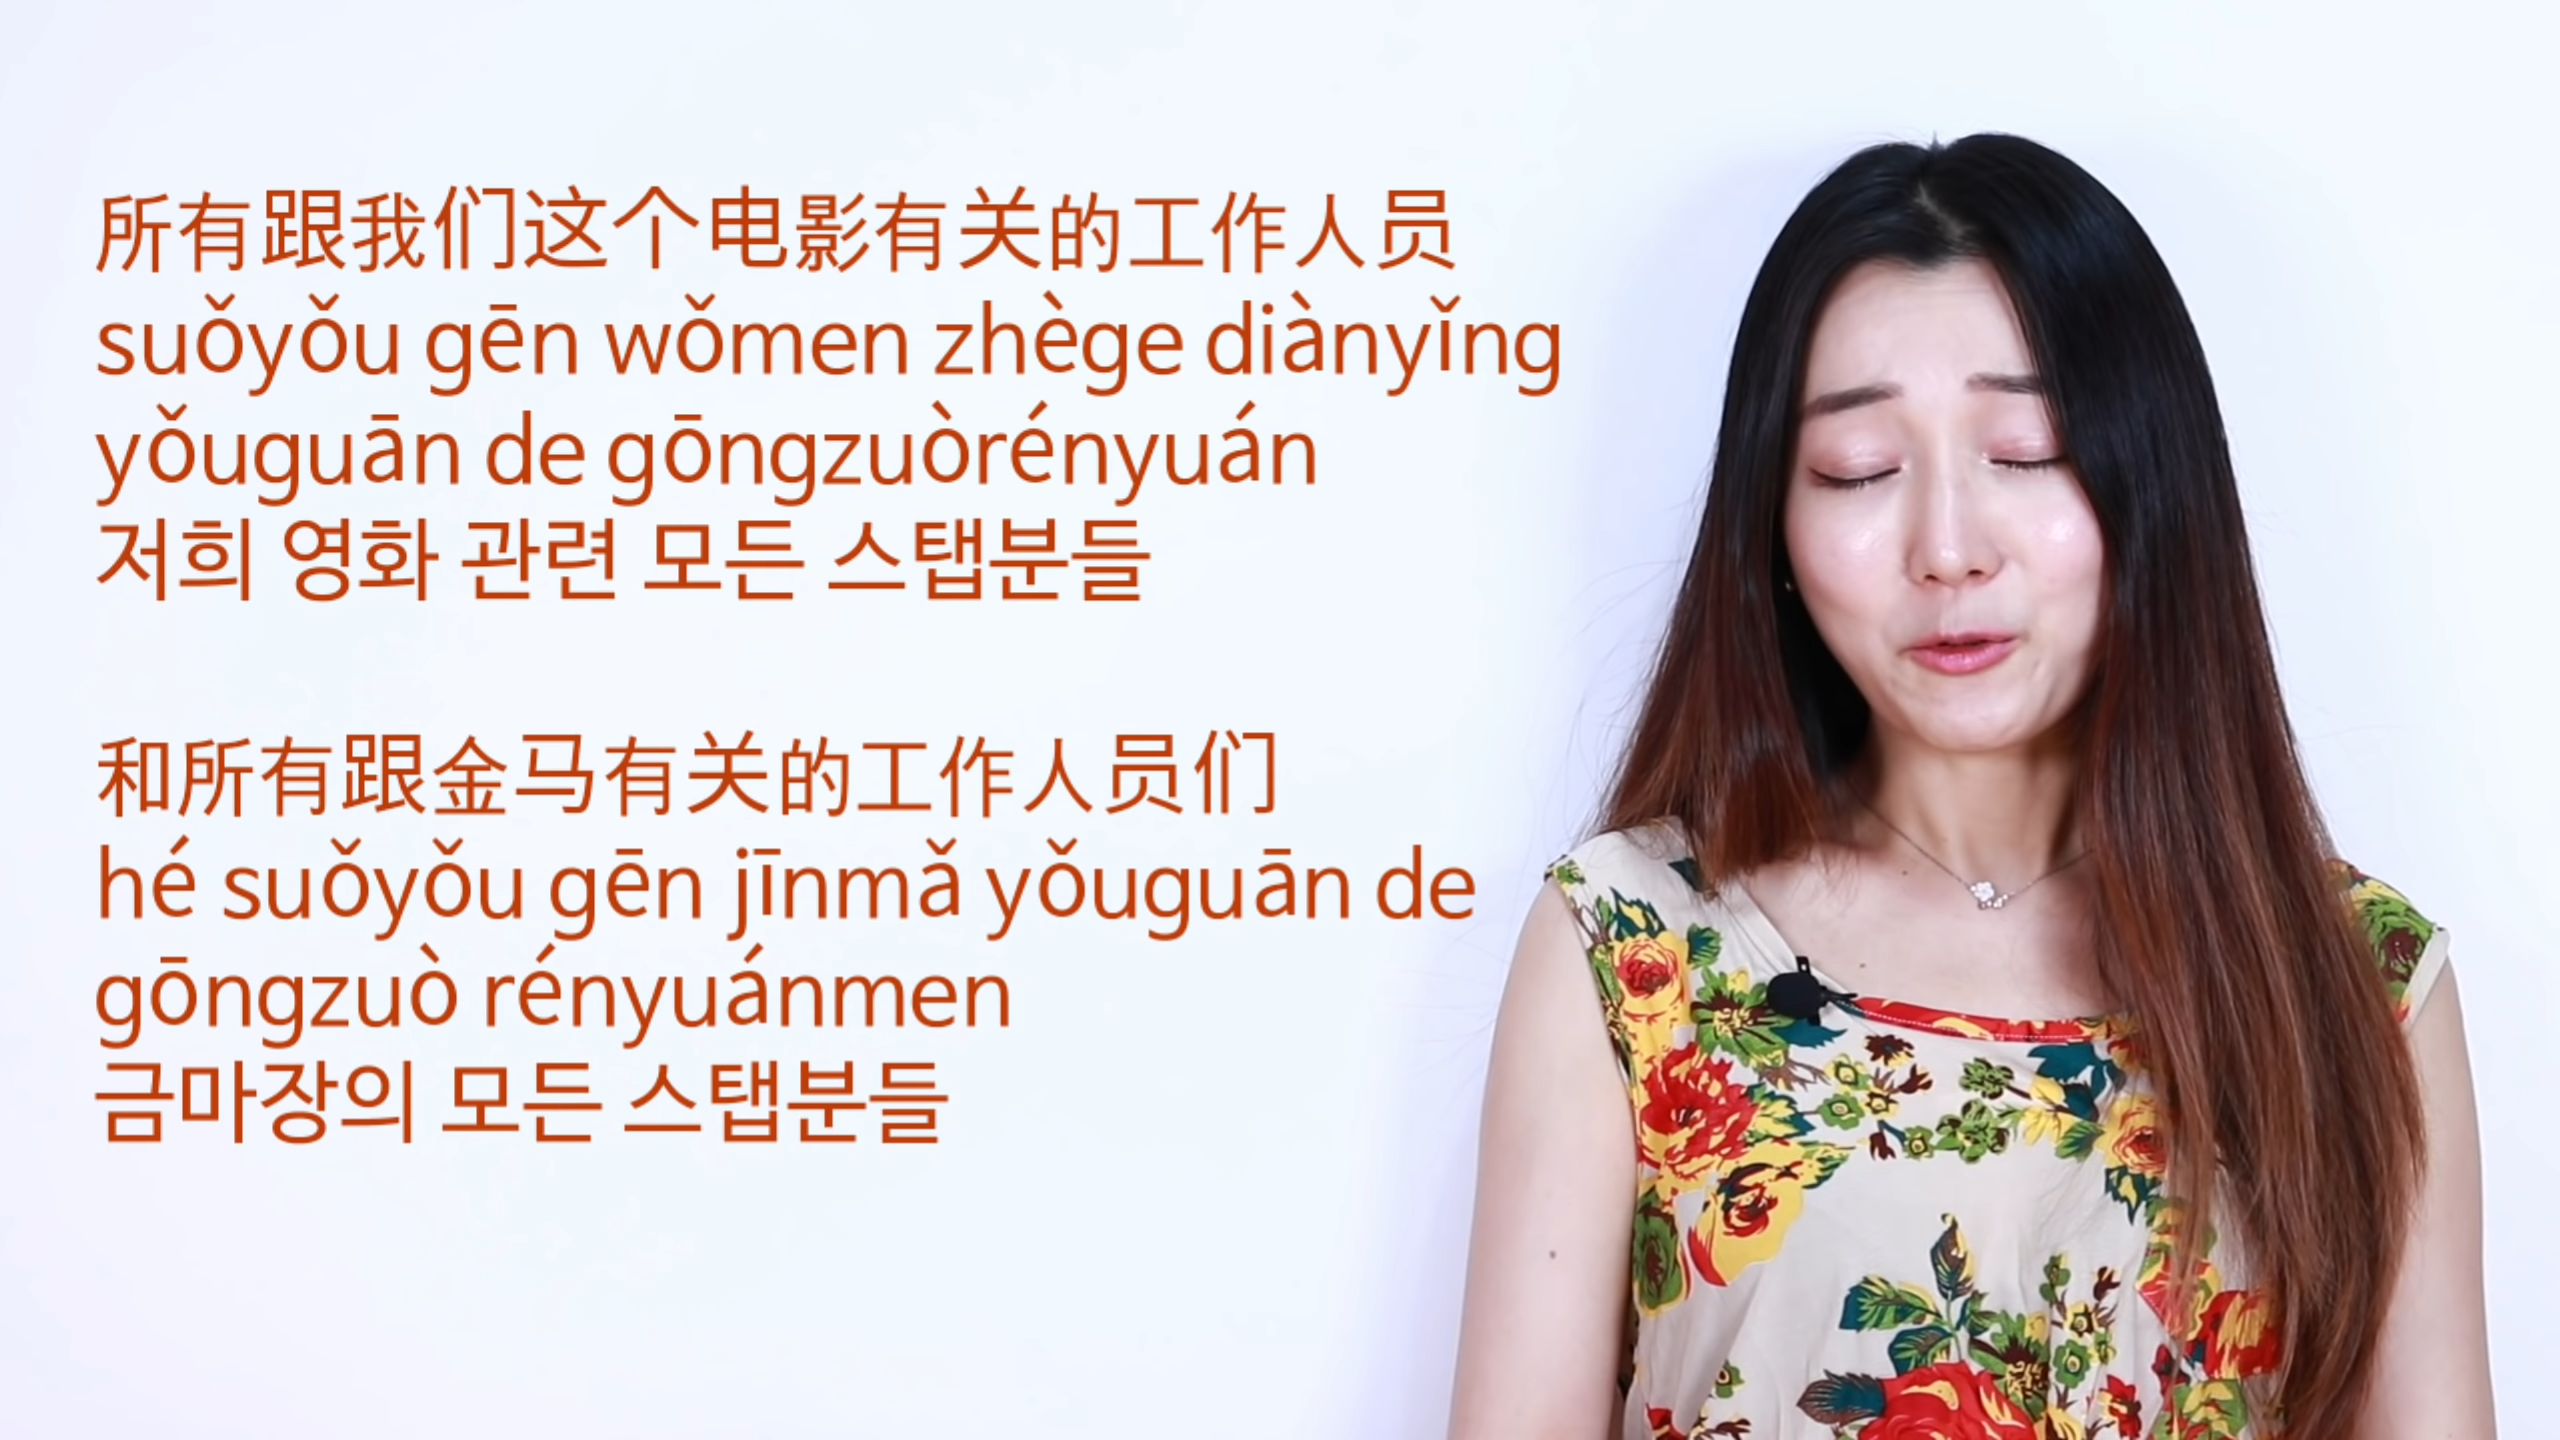 所有跟我们这个电影有关的工作人员
suǒyǒu gēn wǒmen zhège diànyǐng
yǒuguān de gōngzuòrényuán
저희 영화 관련 모든 스탭분들
和所有跟金马有关的工作人员们
hé suǒyǒu gēn jīnmǎ yǒuguān de
gōngzuò rényuánmen
금마장의 모든 스탭분들